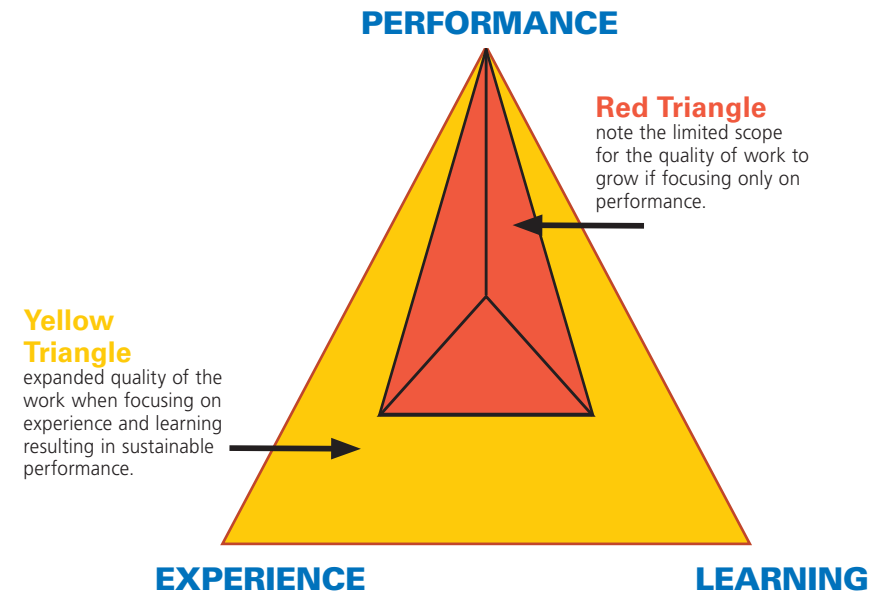 PERFORMANCE
Red Triangle
note the limited scope
for the quality of work to
grow if focusing only on
performance.
Yellow
Triangle
expanded quality of the
work when focusing on
experience and learning
resulting in sustainable
performance.
EXPERIENCE
LEARNING